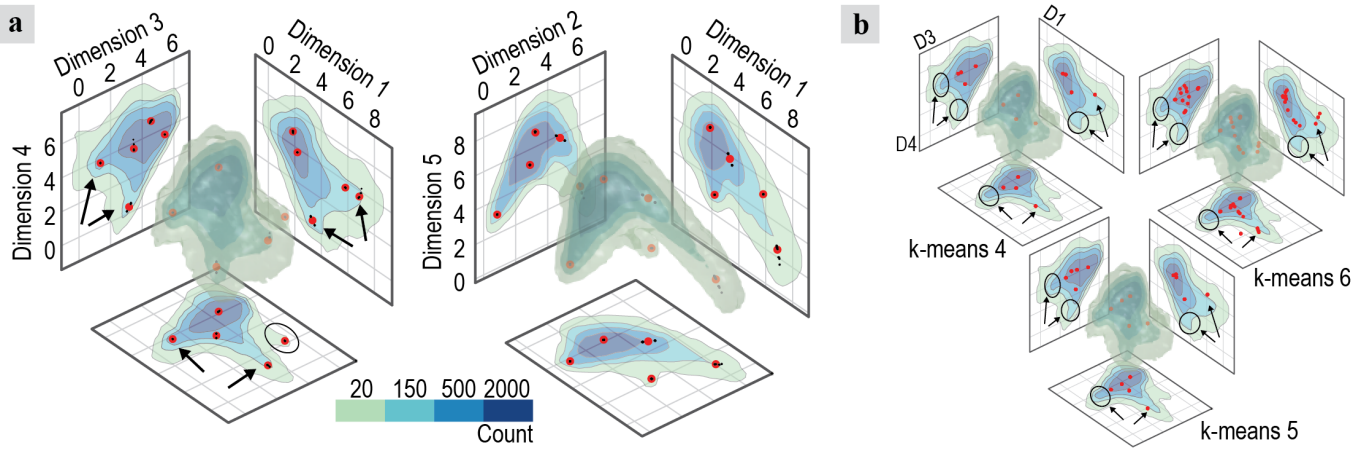 a
Dimension 3
0 2 4 6
Dimension 1
0 2 4 6 8
Dimension 4
6
4
2
0
Dimension 2
0 2 4 6
Dimension 1
0 2 4 6 8
Dimension 5
8
6
4
2
0
20 150 500 2000
Count
b
D3
D1
D4
k-means 4
k-means 6
k-means 5